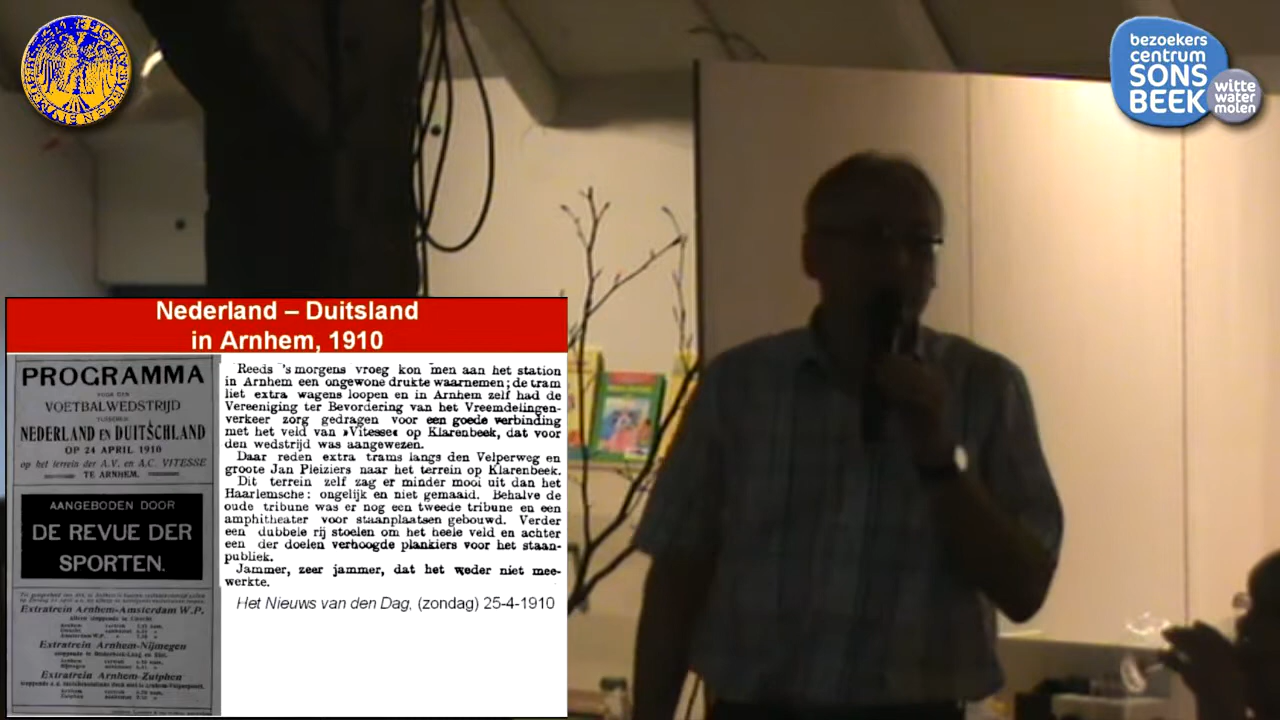 bezoekers
centrum
SONS
BEEK
witte
water
molen
Nederland – Duitsland
in Arnhem, 1910
PROGRAMMA
VOETBALWEDSTRIJD
NEDERLAND EN DUITSCHLAND
OP 24 APRIL 1910
op het terrein der A.V. en A.C. VITESSE
TE ARNHEM.
AANGEBODEN DOOR
DE REVUE DER
SPORTEN.
Extratrein Arnhem-Amsterdam W.P.
Extratrein Arnhem-Nijmegen
Extratrein Arnhem-Zutphen
Reeds 's morgens vroeg kon men aan het station
in Arnhem een ongewone drukte waarnemen; de tram
liet extra wagens loopen en in Arnhem zelf had de
Vereeniging ter Bevordering van het Vreemdelingen-
verkeer zorg gedragen voor een goede verbinding
met het veld van »Vitesse« op Klarenbeek, dat voor
den wedstrijd was aangewezen.
Daar reden extra trams langs den Velperweg en
groote Jan Pleiziers naar het terrein op Klarenbeek.
Dit terrein zelf zag er minder mooi uit dan het
Haarlemsche: ongelijk en niet gemaaid. Behalve de
oude tribune was er nog een tweede tribune en een
amphitheater voor staanplaatsen gebouwd. Verder
een dubbele rij stoelen om het heele veld en achter
een der doelen verhoogde plankiers voor het staan-
publiek.
Jammer, zeer jammer, dat het weder niet mee-
werkte.
Het Nieuws van den Dag, (zondag) 25-4-1910